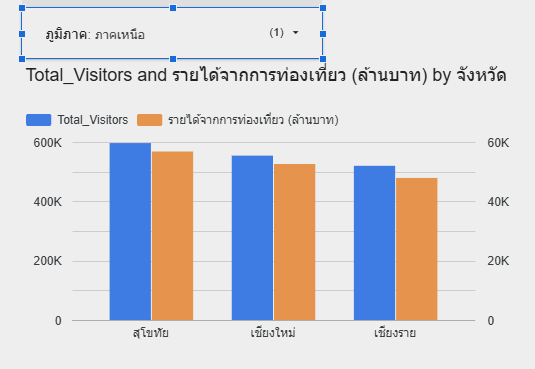 ภูมิภาค: ภาคเหนือ (1)
Total_Visitors and รายได้จากการท่องเที่ยว (ล้านบาท) by จังหวัด
Total_Visitors รายได้จากการท่องเที่ยว (ล้านบาท)
600K 60K
400K 40K
200K 20K
0 0
สุโขทัย เชียงใหม่ เชียงราย